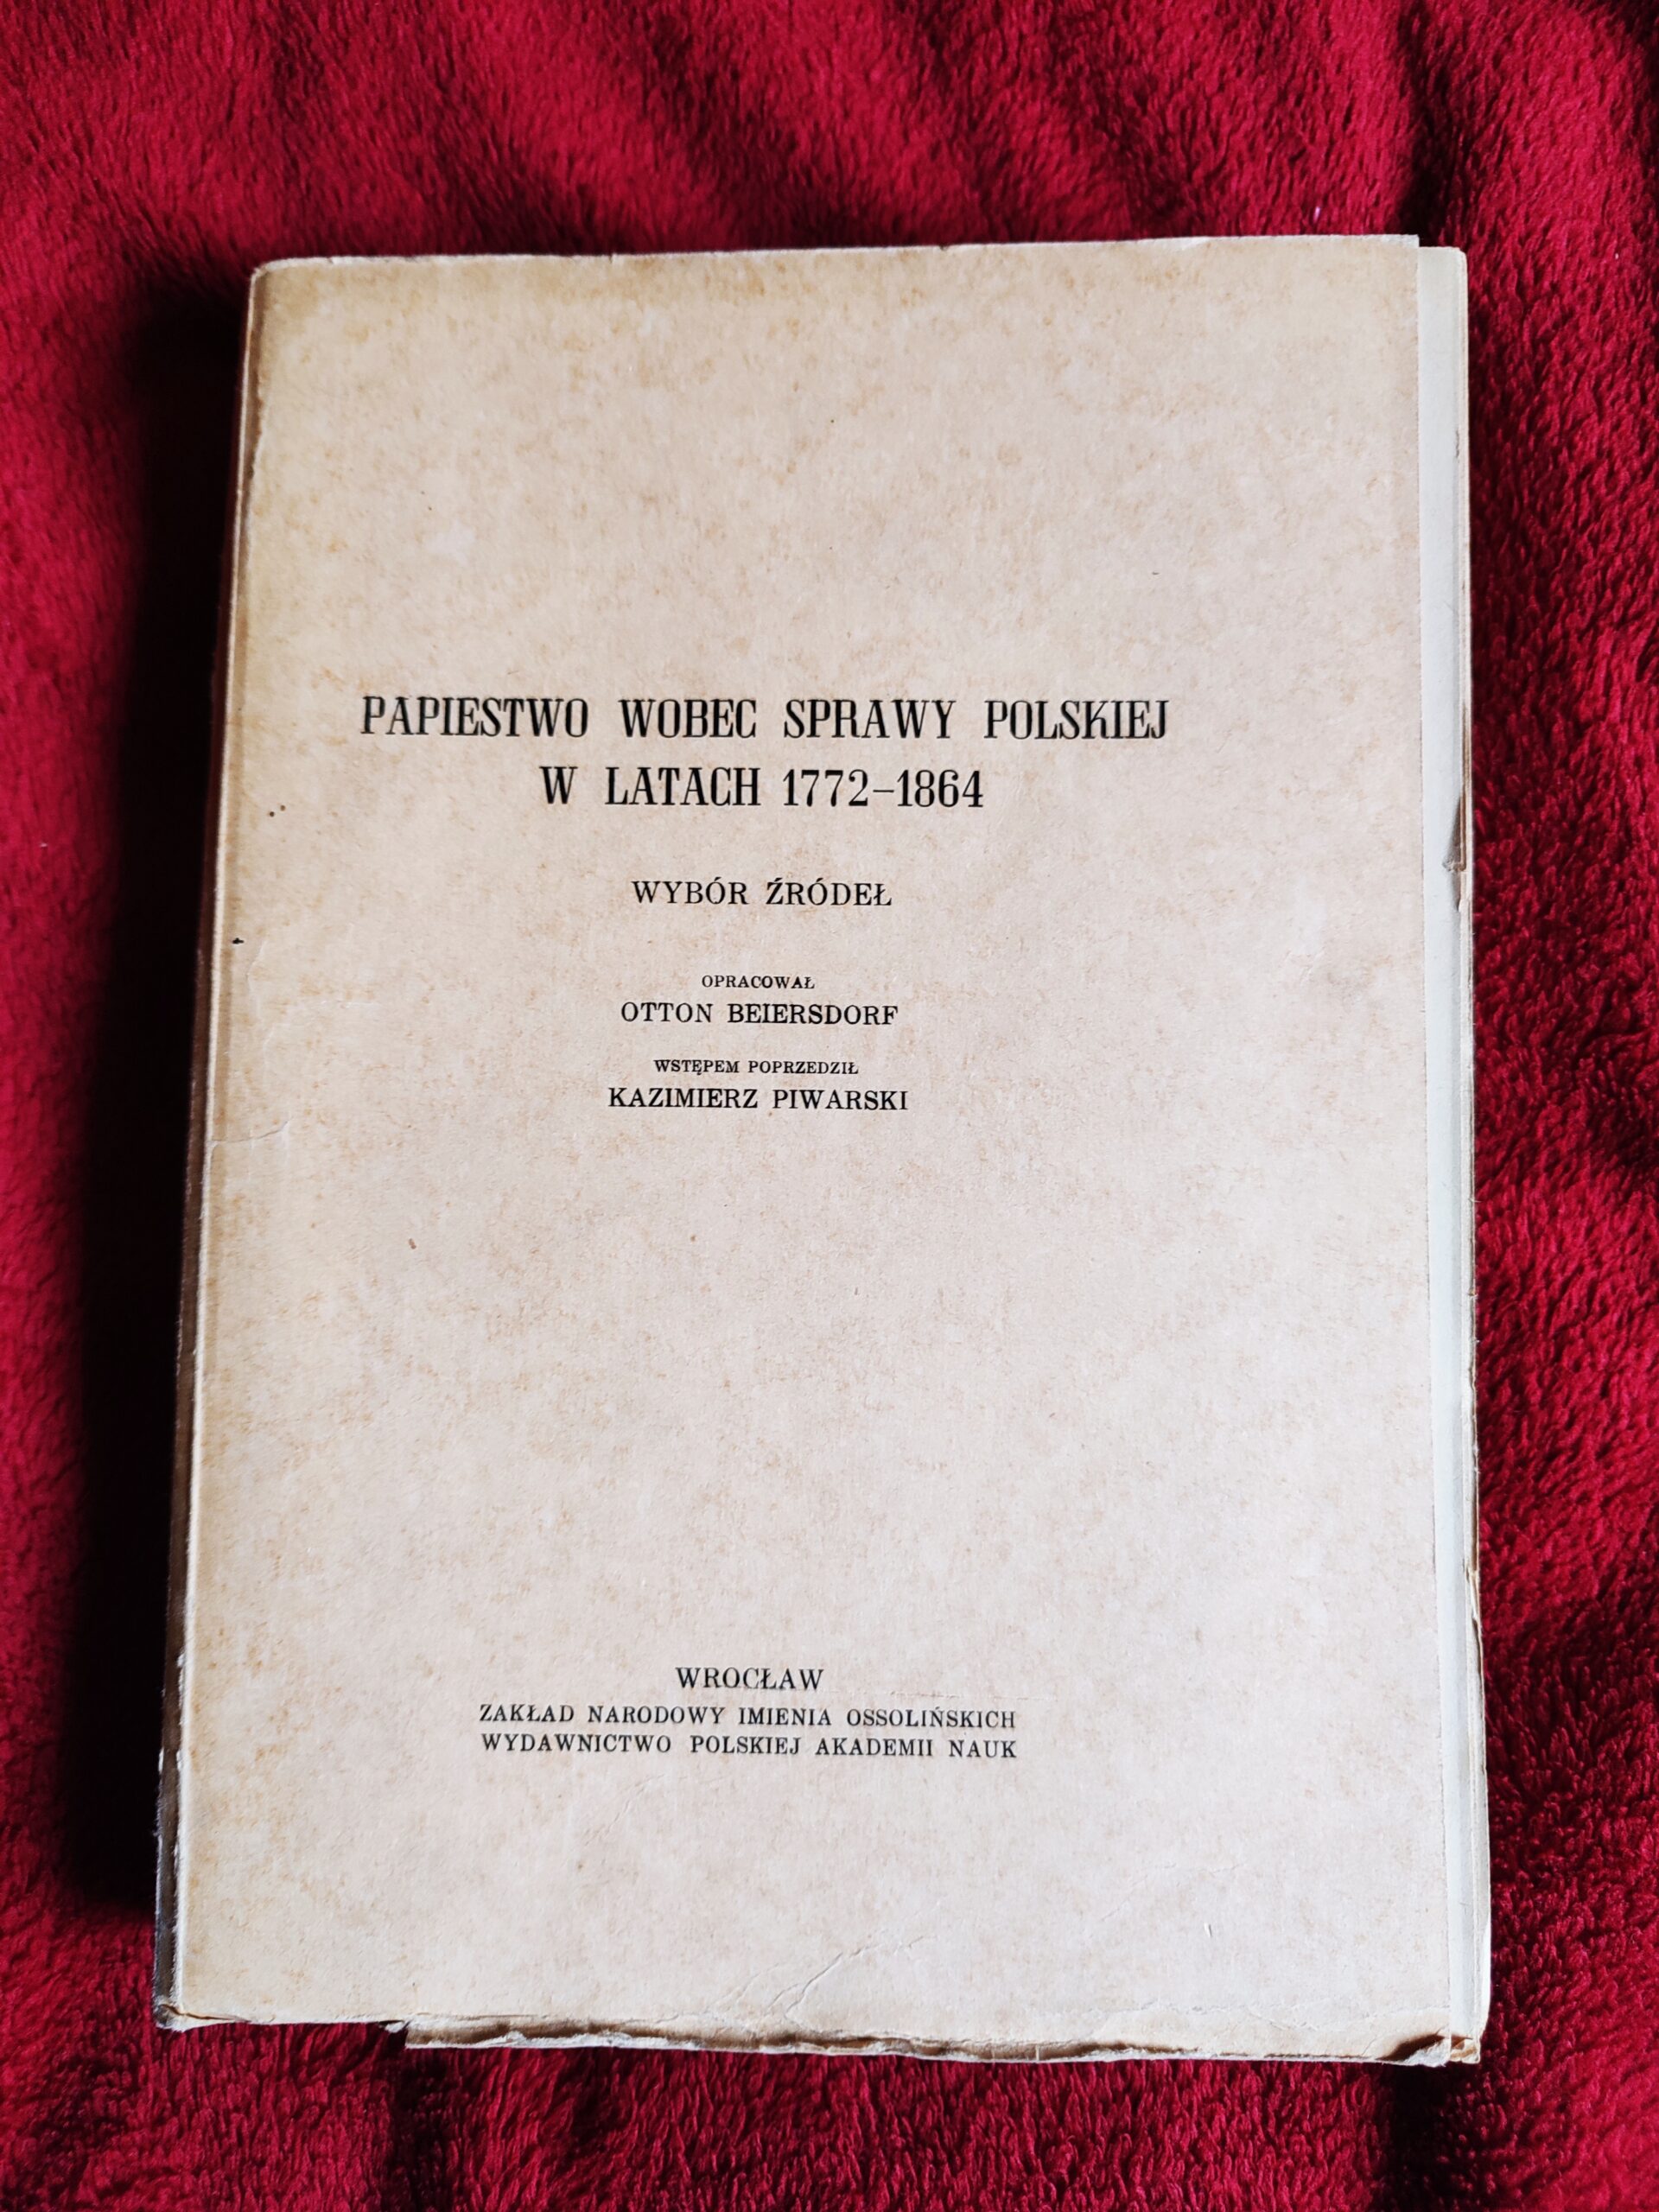 PAPIESTWO WOBEC SPRAWY POLSKIEJ
W LATACH 1772–1864
WYBÓR ŹRÓDEŁ
OPRACOWAŁ
OTTON BEIERSDORF
WSTĘPEM POPRZEDZIŁ
KAZIMIERZ PIWARSKI
WROCŁAW
ZAKŁAD NARODOWY IMIENIA OSSOLIŃSKICH
WYDAWNICTWO POLSKIEJ AKADEMII NAUK